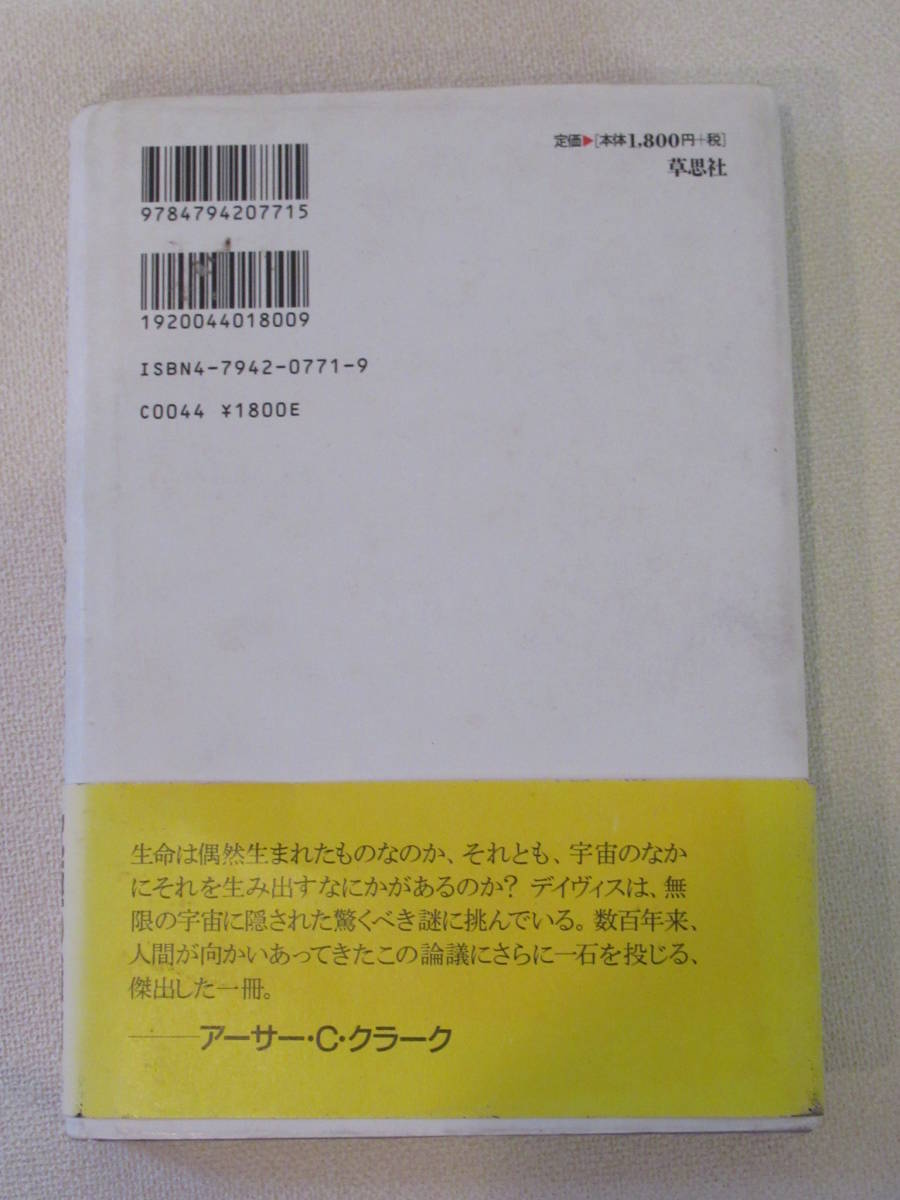 9784794207715
定価▶[本体1,800円+税]
草思社
1920044018009
ISBN4-7942-0771-9
C0044 ¥1800E
生命は偶然生まれたものなのか、それとも、宇宙のなか
にそれを生み出すなにかがあるのか? デイヴィスは、無
限の宇宙に隠された驚くべき謎に挑んでいる。数百年来、
人間が向かいあってきたこの論議にさらに一石を投じる、
傑出した一冊。
――アーサー・C・クラーク